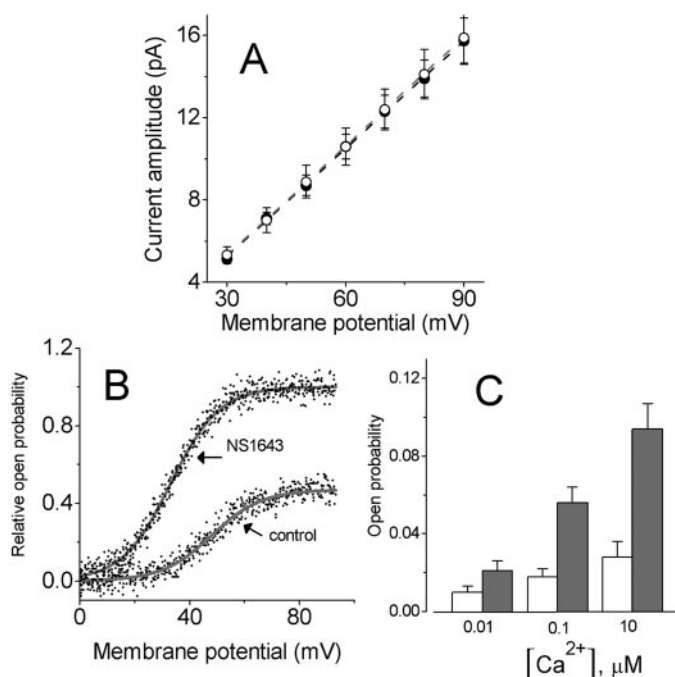 A
Current amplitude (pA)
16
12
8
4
30
60
90
Membrane potential (mV)
B
Relative open probability
1.2
0.8
0.4
0.0
NS1643
control
0
40
80
Membrane potential (mV)
C
Open probability
0.12
0.08
0.04
0.00
0.01
0.1
10
[Ca2+], μM